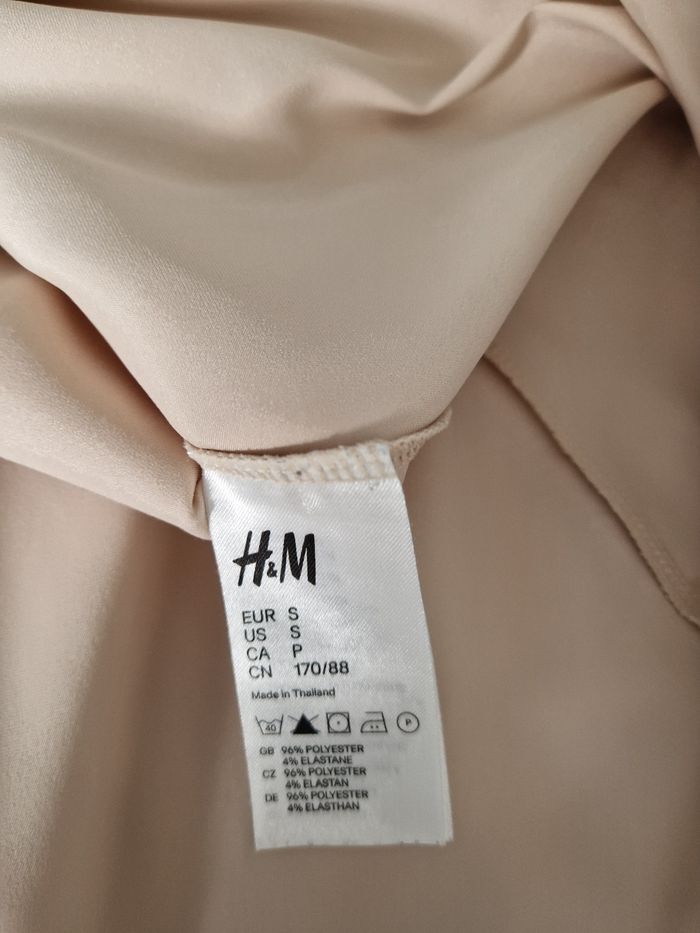 H&M
EUR S
US S
CA P
CN 170/88
Made in Thailand
40 P
GB 96% POLYESTER
4% ELASTANE
CZ 96% POLYESTER
4% ELASTAN
DE 96% POLYESTER
4% ELASTHAN